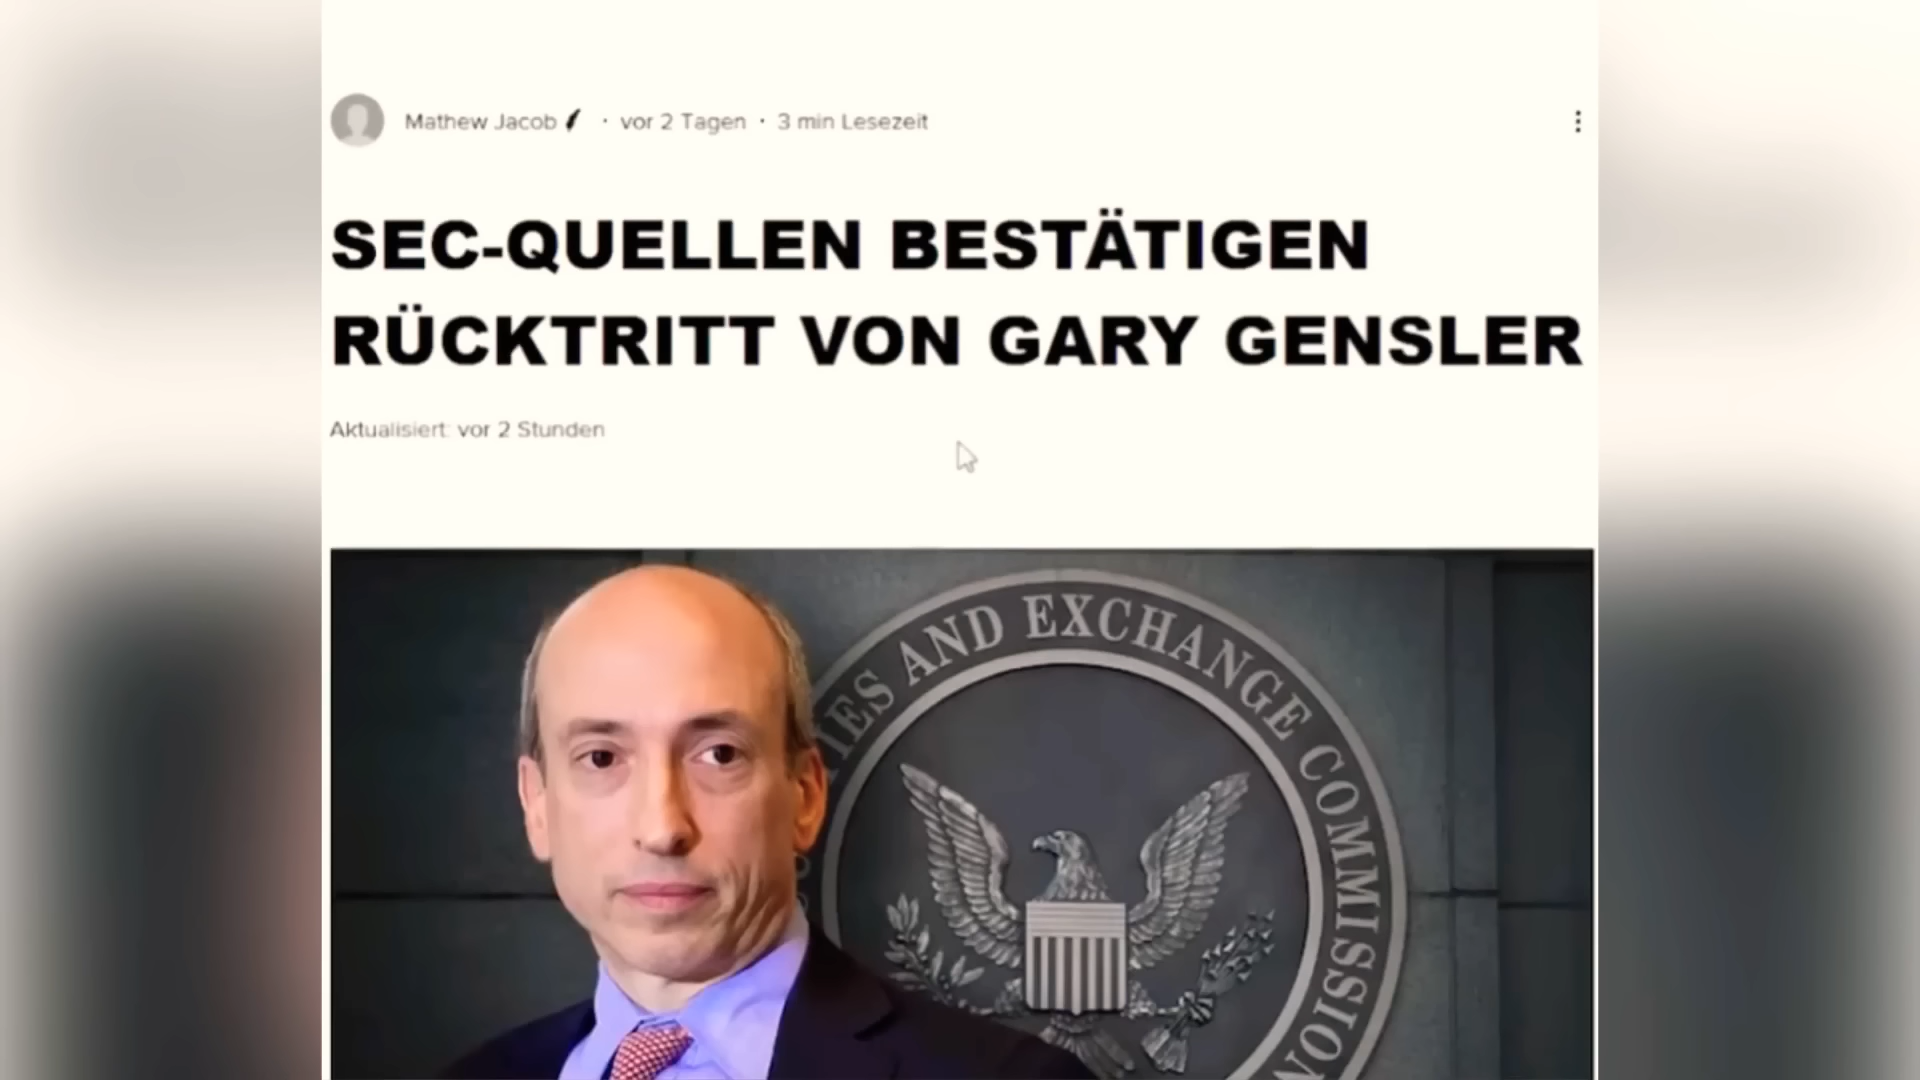 Mathew Jacob · vor 2 Tagen · 3 min Lesezeit
SEC-QUELLEN BESTÄTIGEN
RÜCKTRITT VON GARY GENSLER
Aktualisiert: vor 2 Stunden
AND EXCHANGE COMMISSION